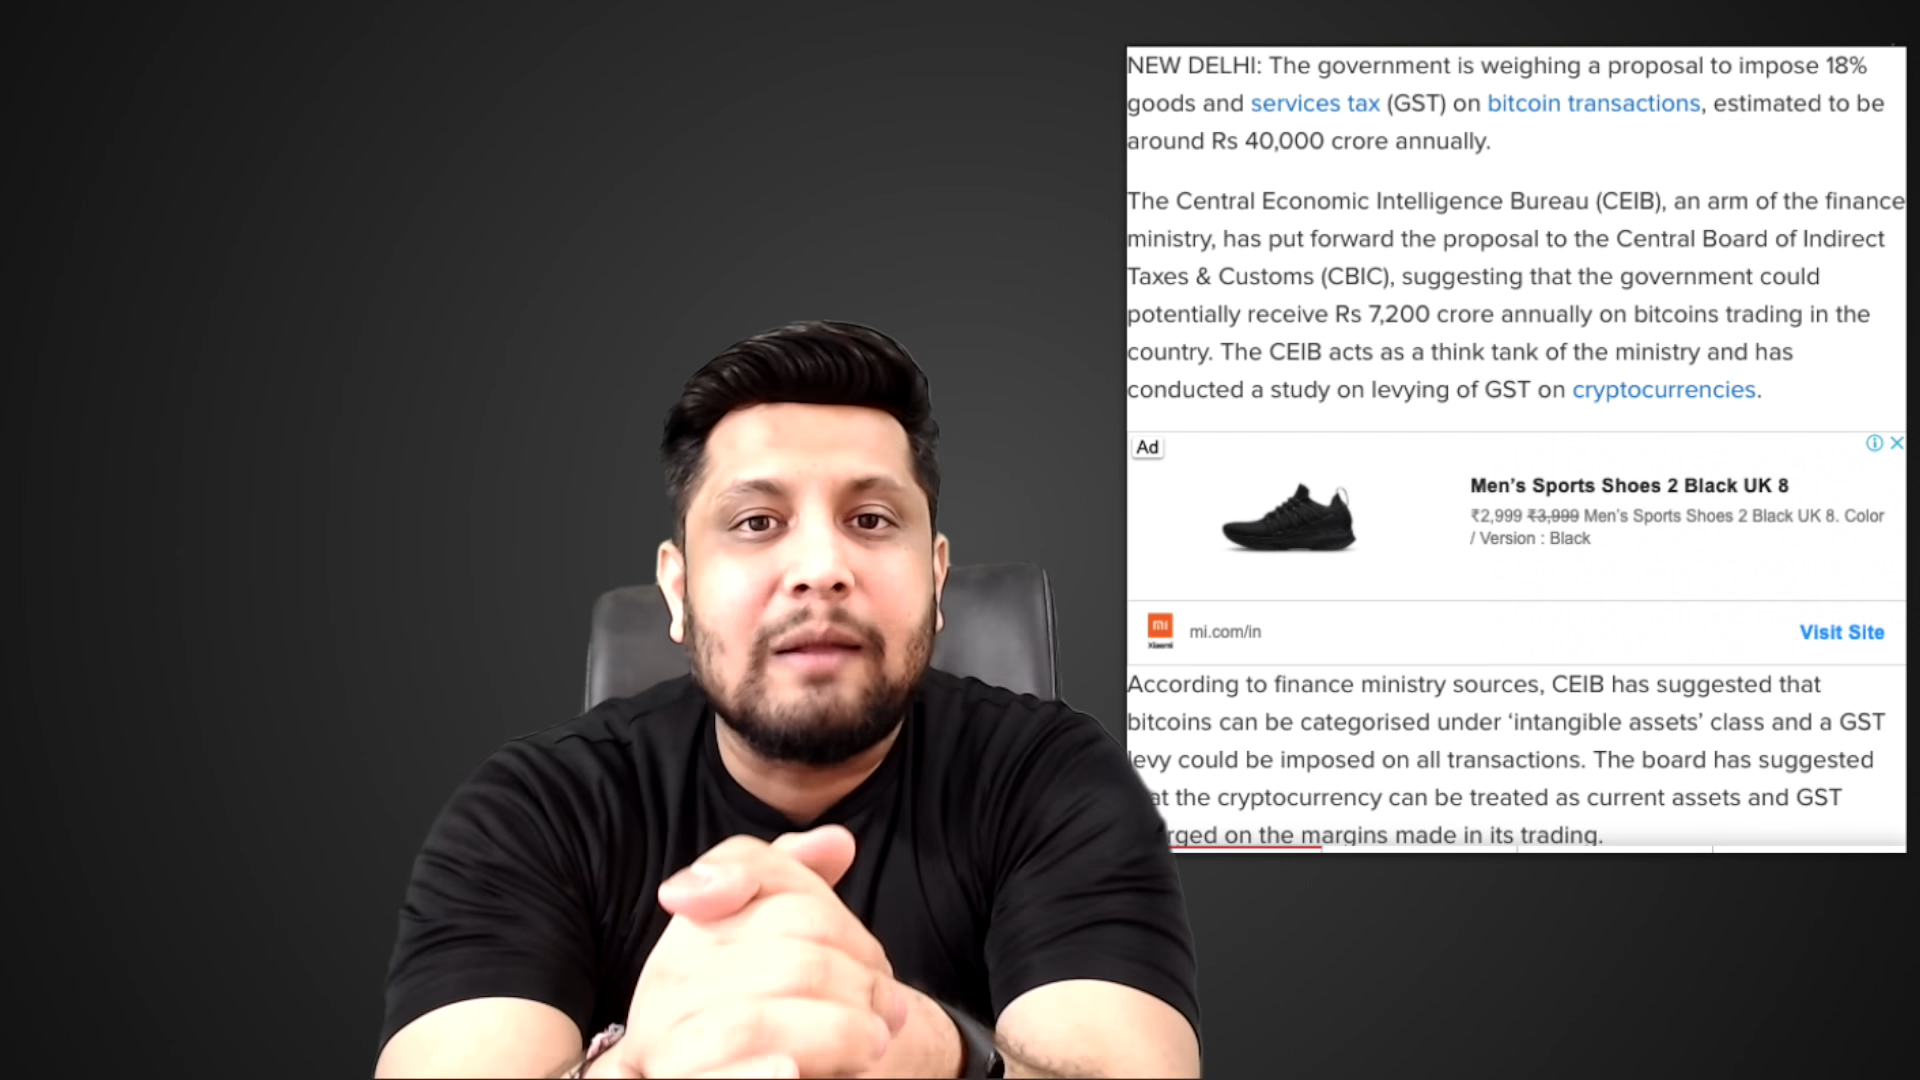 NEW DELHI: The government is weighing a proposal to impose 18%
goods and services tax (GST) on bitcoin transactions, estimated to be
around Rs 40,000 crore annually.
The Central Economic Intelligence Bureau (CEIB), an arm of the finance
ministry, has put forward the proposal to the Central Board of Indirect
Taxes & Customs (CBIC), suggesting that the government could
potentially receive Rs 7,200 crore annually on bitcoins trading in the
country. The CEIB acts as a think tank of the ministry and has
conducted a study on levying of GST on cryptocurrencies.
Ad
Men's Sports Shoes 2 Black UK 8
₹2,999 ₹3,999 Men's Sports Shoes 2 Black UK 8. Color
/ Version : Black
mi
Xiaomi
mi.com/in
Visit Site
According to finance ministry sources, CEIB has suggested that
bitcoins can be categorised under ‘intangible assets’ class and a GST
levy could be imposed on all transactions. The board has suggested
at the cryptocurrency can be treated as current assets and GST
rged on the margins made in its trading.